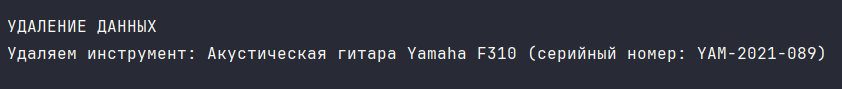 УДАЛЕНИЕ ДАННЫХ
Удаляем инструмент: Акустическая гитара Yamaha F310 (серийный номер: YAM-2021-089)